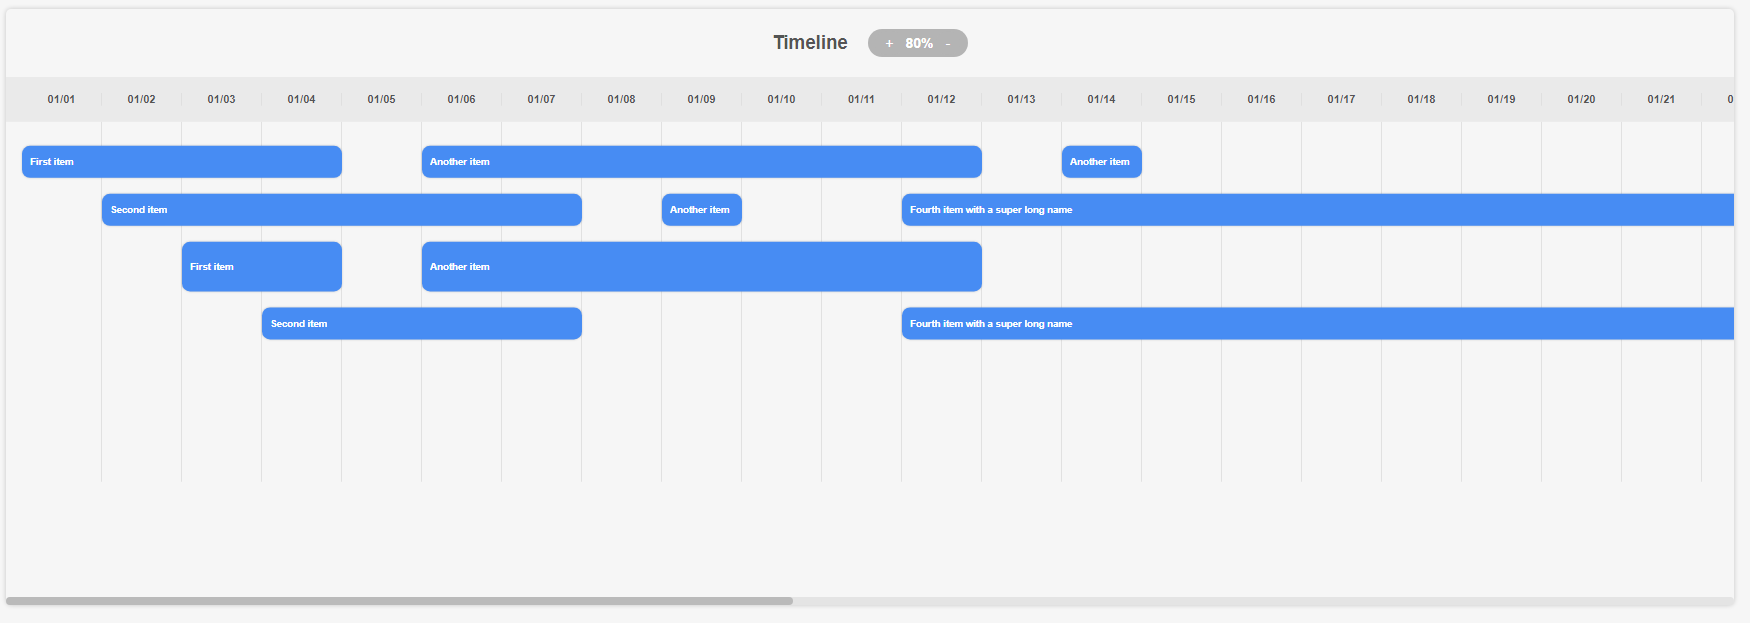 Timeline + 80% -
01/01 01/02 01/03 01/04 01/05 01/06 01/07 01/08 01/09 01/10 01/11 01/12 01/13 01/14 01/15 01/16 01/17 01/18 01/19 01/20 01/21 0
First item Another item Another item
Second item Another item Fourth item with a super long name
First item Another item
Second item Fourth item with a super long name